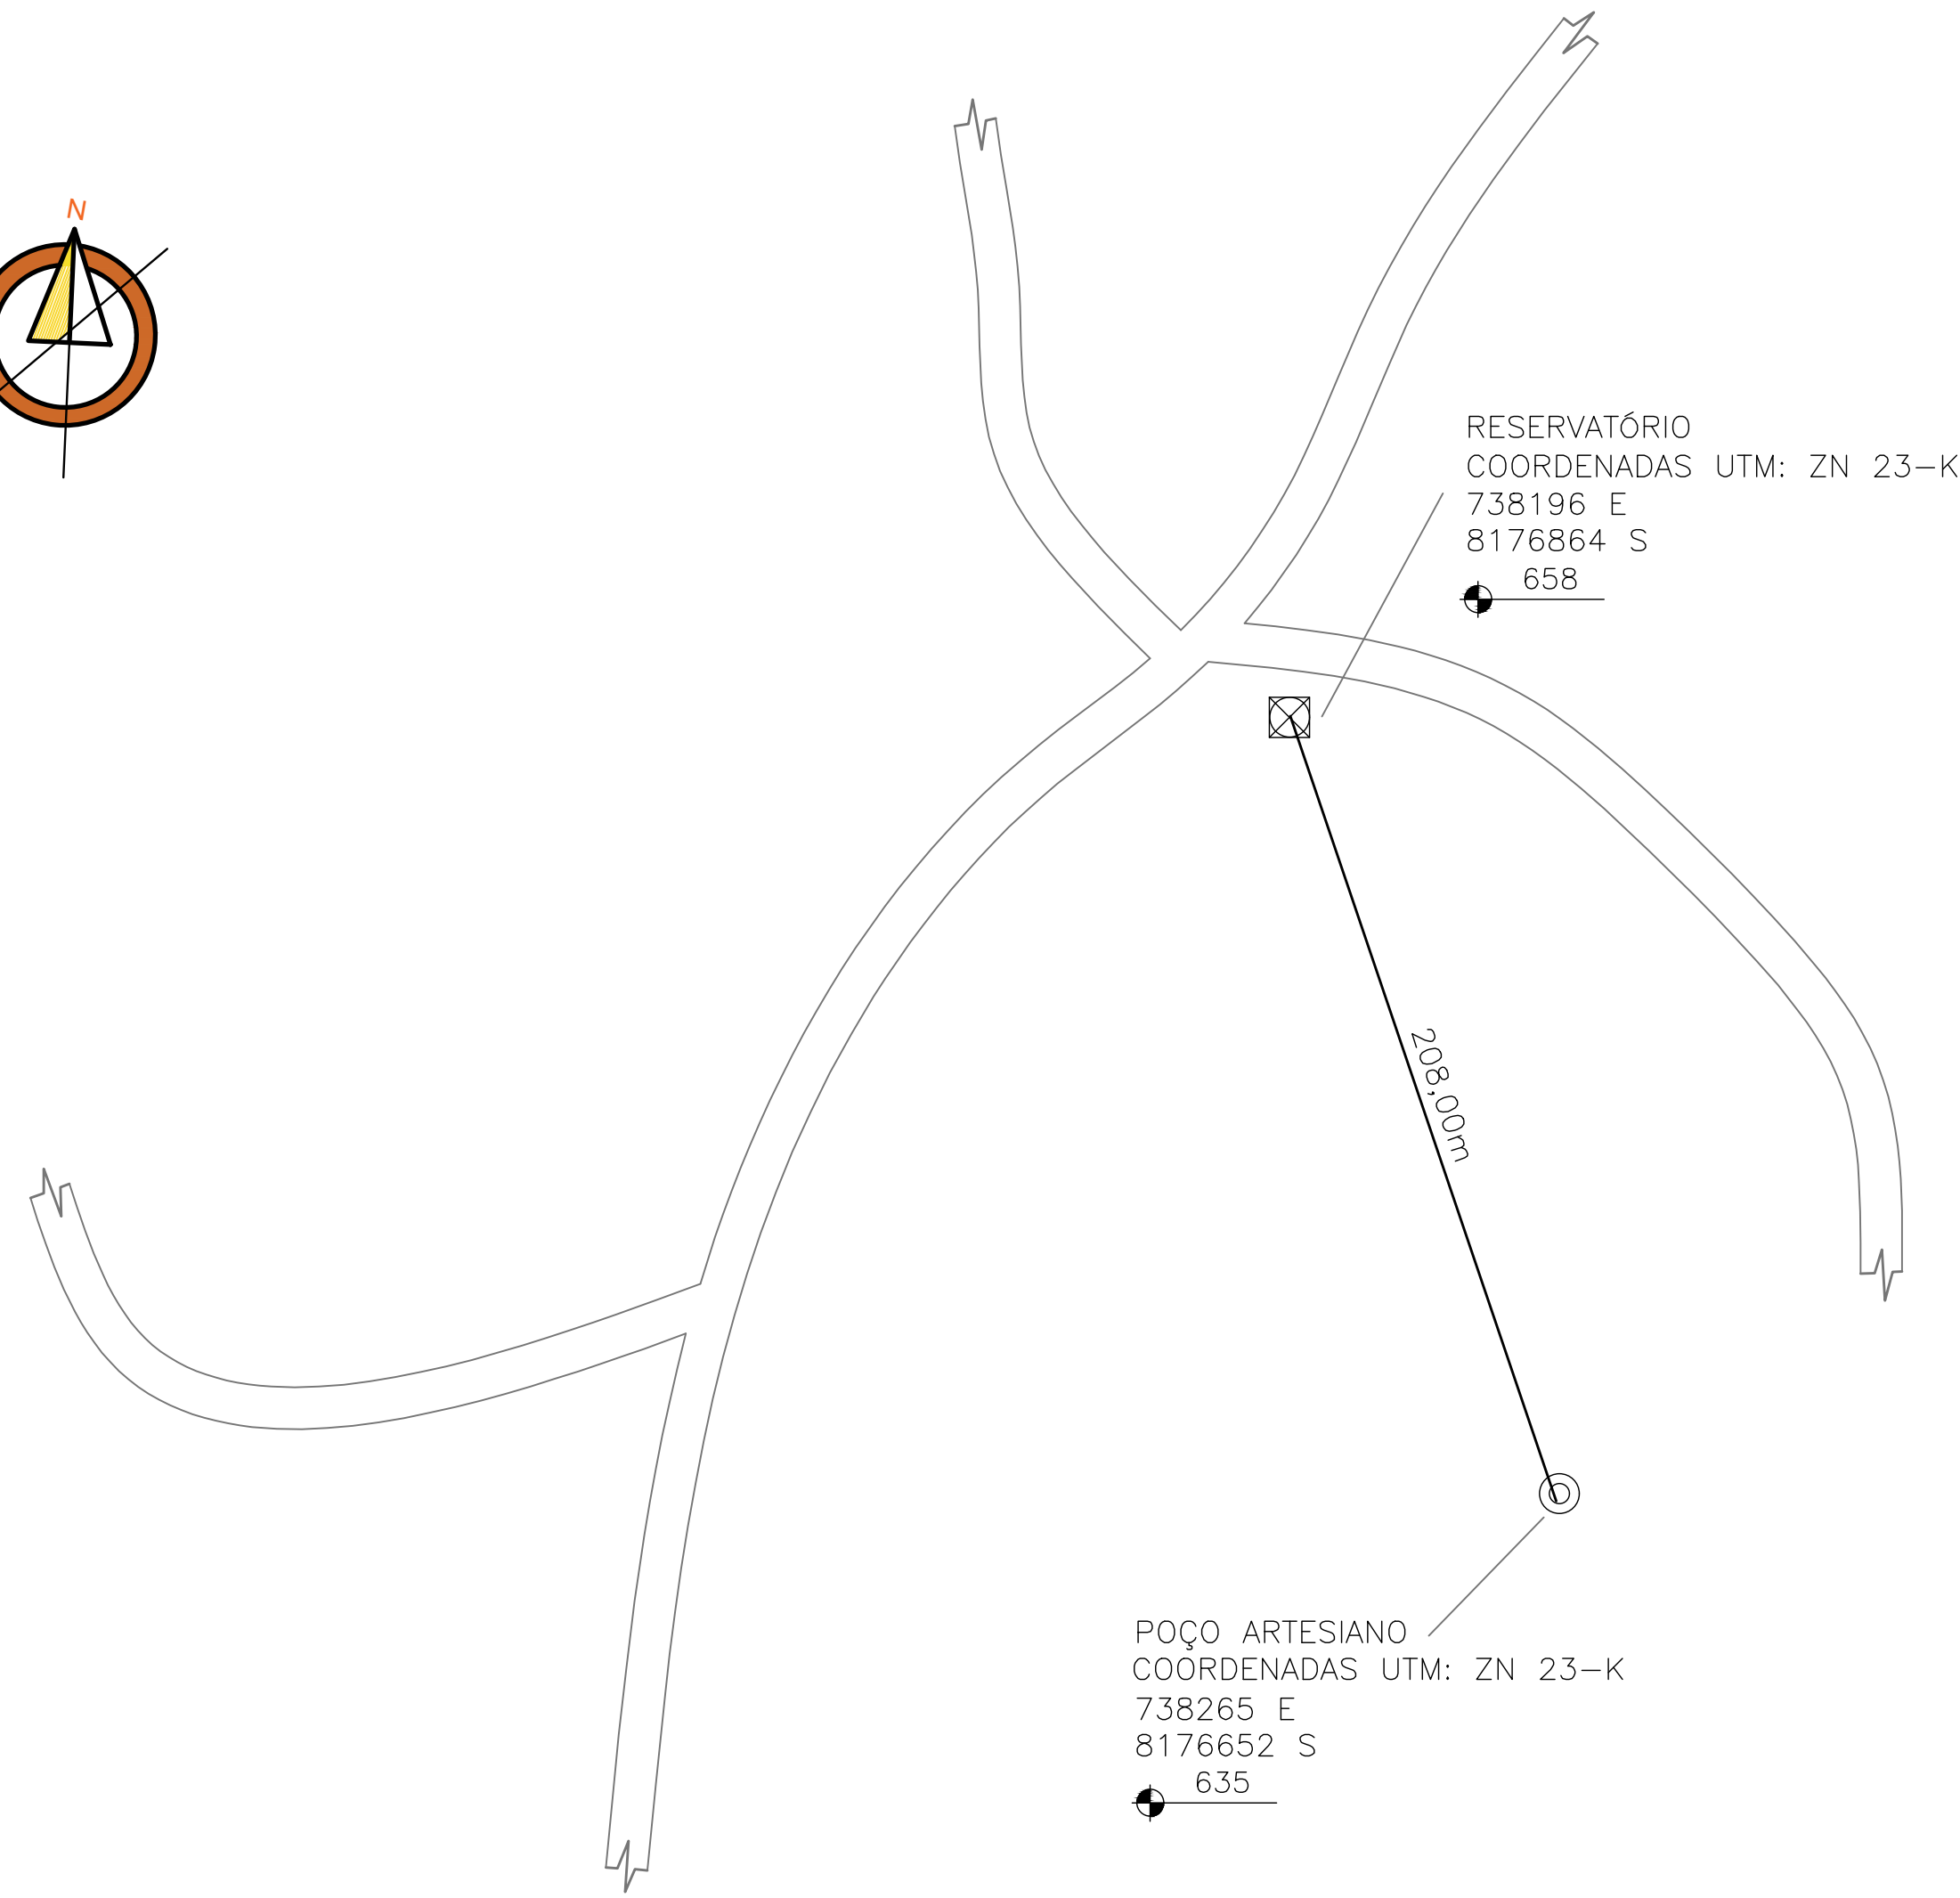 N
RESERVATÓRIO
COORDENADAS UTM: ZN 23-K
738196 E
8176864 S
658
208,00m
POÇO ARTESIANO
COORDENADAS UTM: ZN 23-K
738265 E
8176652 S
635